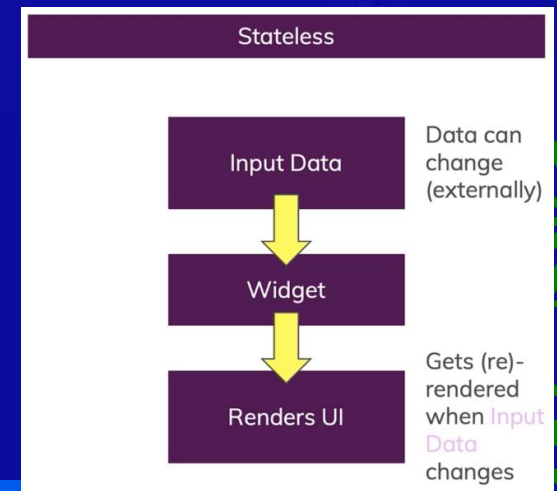 Stateless
Input Data
Data can
change
(externally)
Widget
Renders UI
Gets (re)-
rendered
when Input
Data
changes